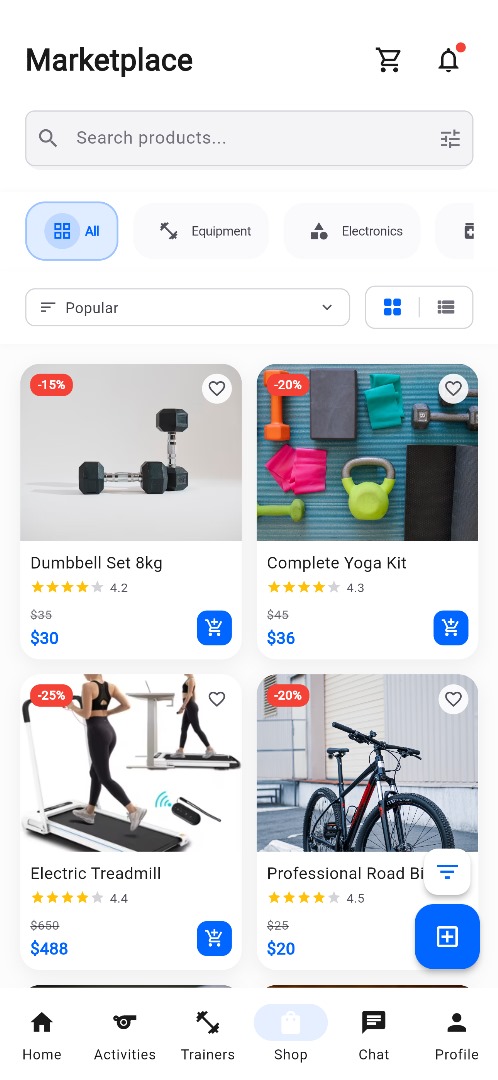 Marketplace
Search products...
All
Equipment
Electronics
Popular
-15%
-20%
Dumbbell Set 8kg
Complete Yoga Kit
4.2
4.3
$35
$45
$30
$36
-25%
-20%
Electric Treadmill
Professional Road Bi
4.4
4.5
$650
$25
$488
$20
Home
Activities
Trainers
Shop
Chat
Profile